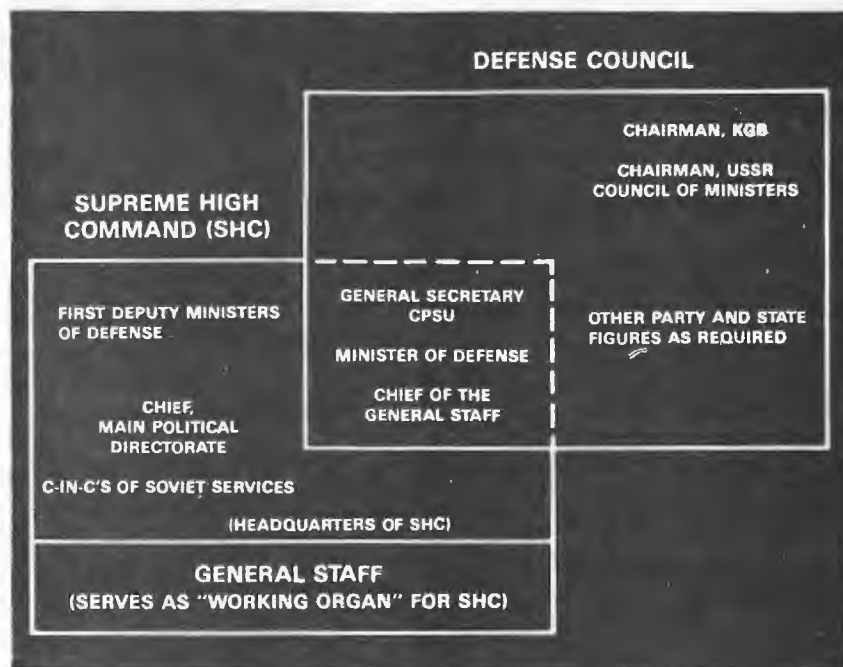 DEFENSE COUNCIL
CHAIRMAN, KGB
CHAIRMAN, USSR
COUNCIL OF MINISTERS
SUPREME HIGH
COMMAND (SHC)
FIRST DEPUTY MINISTERS
OF DEFENSE
GENERAL SECRETARY
CPSU
OTHER PARTY AND STATE
FIGURES AS REQUIRED
MINISTER OF DEFENSE
CHIEF OF THE
GENERAL STAFF
CHIEF,
MAIN POLITICAL
DIRECTORATE
C-IN-C'S OF SOVIET SERVICES
(HEADQUARTERS OF SHC)
GENERAL STAFF
(SERVES AS "WORKING ORGAN" FOR SHC)